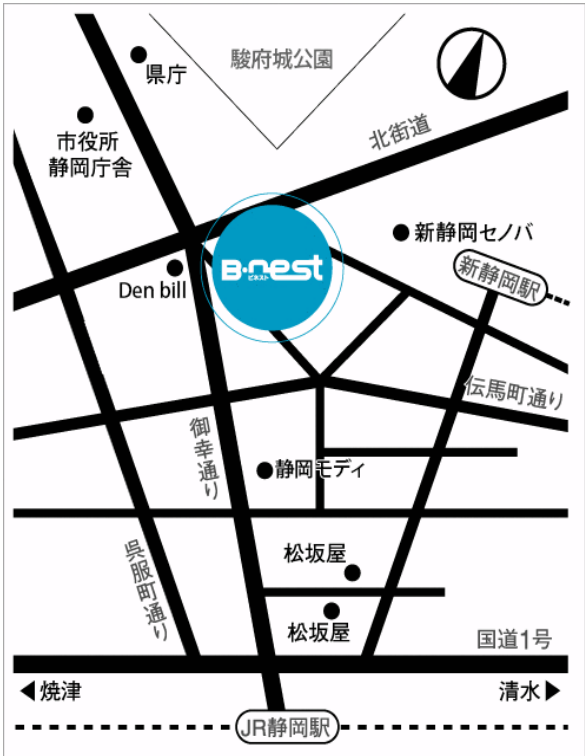 駿府城公園
県庁
市役所
静岡庁舎
北街道
新静岡セノバ
B・nest
ビネスト
新静岡駅
Den bill
伝馬町通り
御幸通り
静岡モディ
呉服町通り
松坂屋
松坂屋
国道1号
◀焼津
清水▶
JR静岡駅